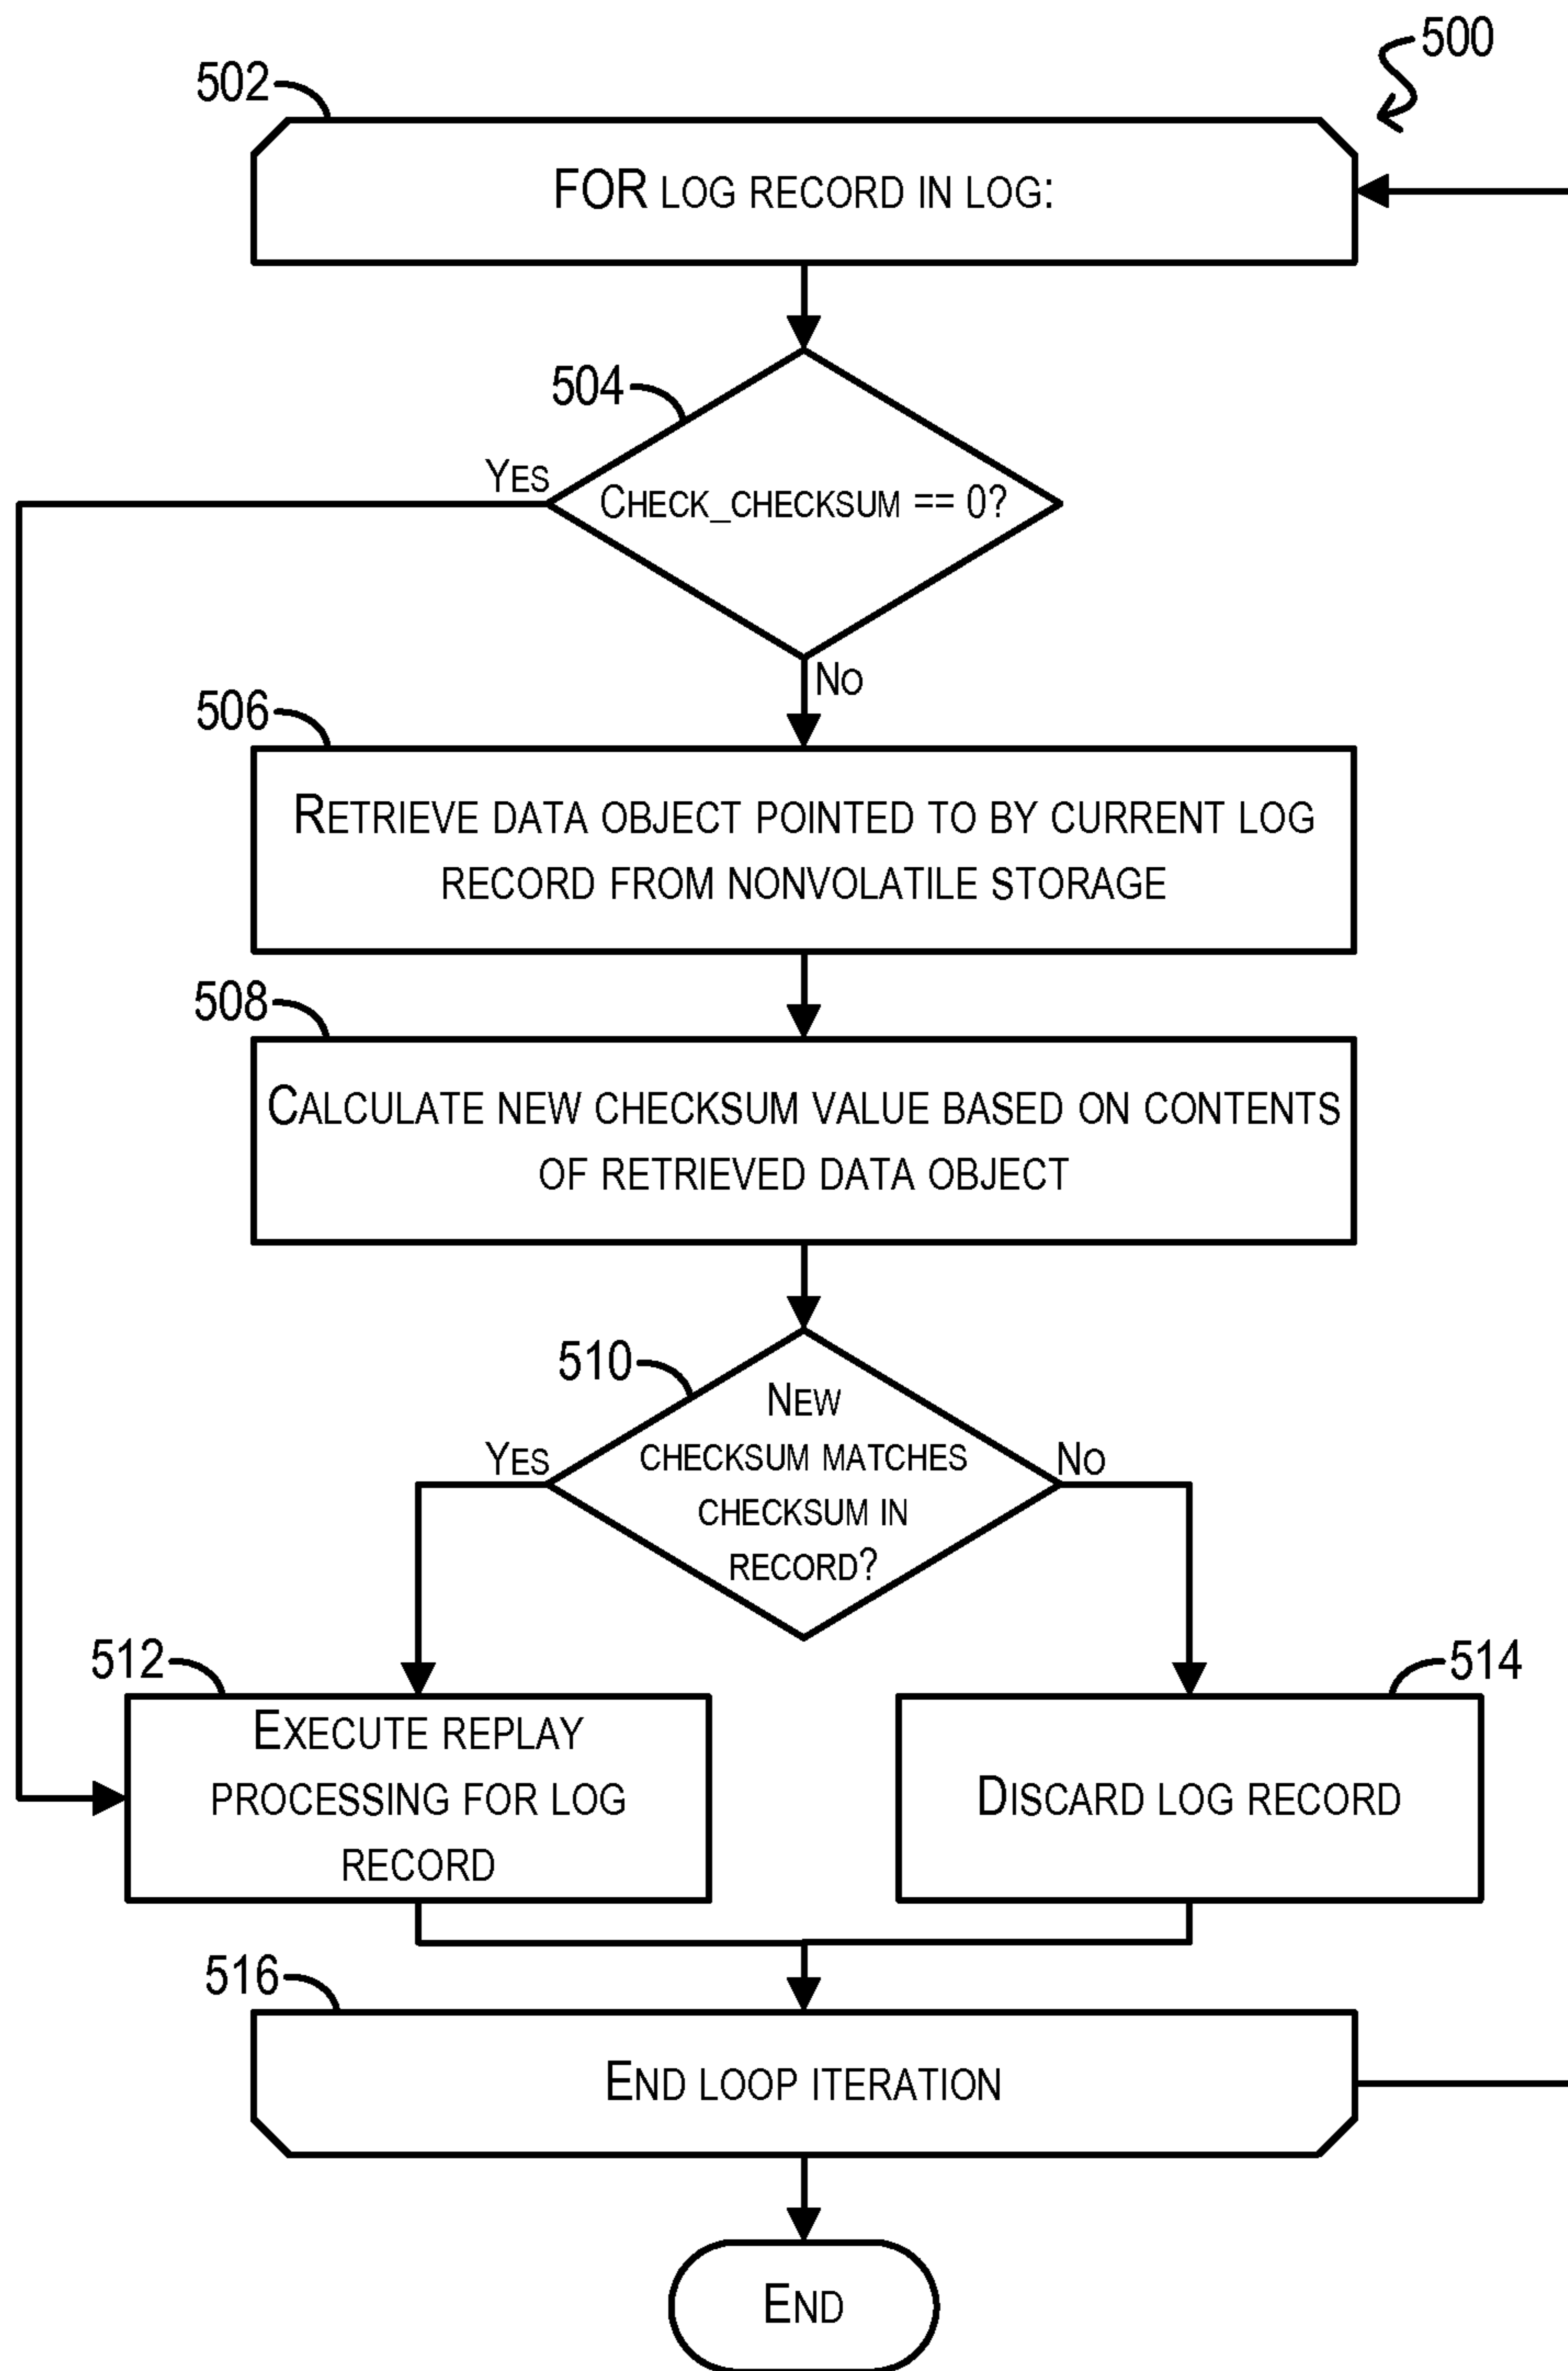 500
502
FOR LOG RECORD IN LOG:
504
YES
CHECK_CHECKSUM == 0?
NO
506
RETRIEVE DATA OBJECT POINTED TO BY CURRENT LOG
RECORD FROM NONVOLATILE STORAGE
508
CALCULATE NEW CHECKSUM VALUE BASED ON CONTENTS
OF RETRIEVED DATA OBJECT
510
NEW
CHECKSUM MATCHES
CHECKSUM IN
RECORD?
YES
NO
512
EXECUTE REPLAY
PROCESSING FOR LOG
RECORD
514
DISCARD LOG RECORD
516
END LOOP ITERATION
END